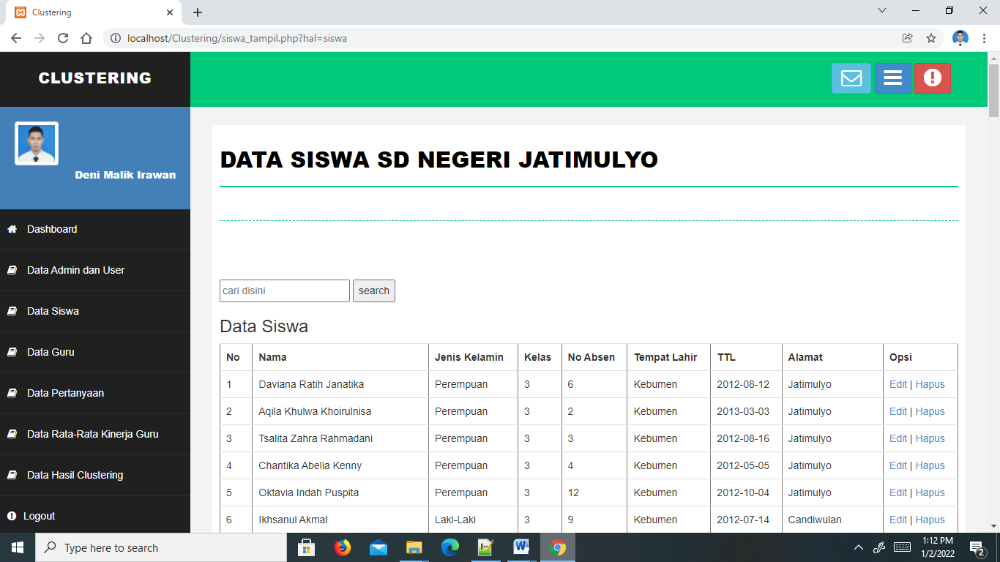 Clustering
localhost/Clustering/siswa_tampil.php?hal=siswa
CLUSTERING
Deni Malik Irawan
Dashboard
Data Admin dan User
Data Siswa
Data Guru
Data Pertanyaan
Data Rata-Rata Kinerja Guru
Data Hasil Clustering
Logout
DATA SISWA SD NEGERI JATIMULYO
cari disini search
Data Siswa
No Nama Jenis Kelamin Kelas No Absen Tempat Lahir TTL Alamat Opsi
1 Daviana Ratih Janatika Perempuan 3 6 Kebumen 2012-08-12 Jatimulyo Edit | Hapus
2 Aqila Khulwa Khoirulnisa Perempuan 3 2 Kebumen 2013-03-03 Jatimulyo Edit | Hapus
3 Tsalita Zahra Rahmadani Perempuan 3 3 Kebumen 2012-08-16 Jatimulyo Edit | Hapus
4 Chantika Abelia Kenny Perempuan 3 4 Kebumen 2012-05-05 Jatimulyo Edit | Hapus
5 Oktavia Indah Puspita Perempuan 3 12 Kebumen 2012-10-04 Jatimulyo Edit | Hapus
6 Ikhsanul Akmal Laki-Laki 3 9 Kebumen 2012-07-14 Candiwulan Edit | Hapus
Type here to search
1:12 PM
1/2/2022
2